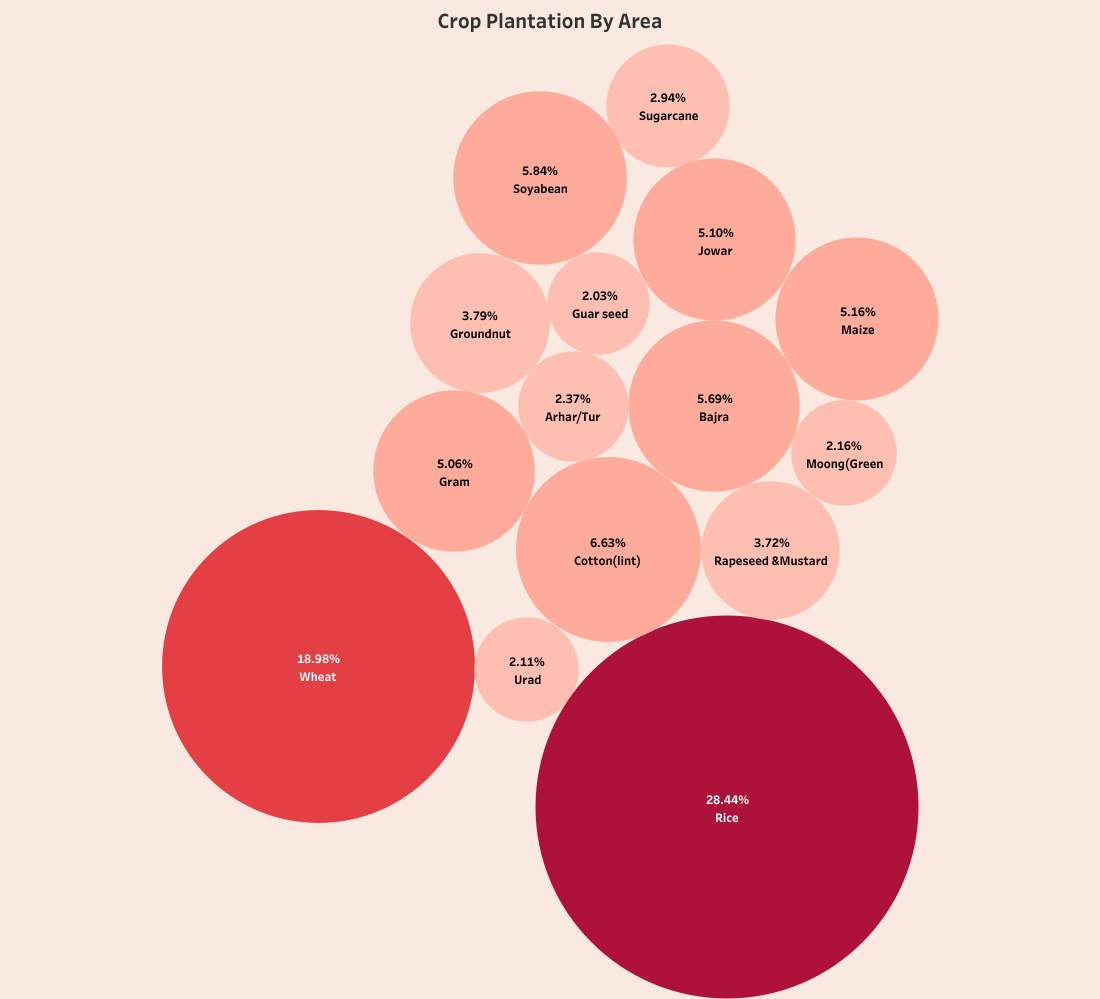 Crop Plantation By Area
2.94%
Sugarcane
5.84%
Soyabean
5.10%
Jowar
2.03%
Guar seed
5.16%
Maize
3.79%
Groundnut
2.37%
Arhar/Tur
5.69%
Bajra
2.16%
Moong(Green
5.06%
Gram
6.63%
Cotton(lint)
3.72%
Rapeseed &Mustard
18.98%
Wheat
2.11%
Urad
28.44%
Rice